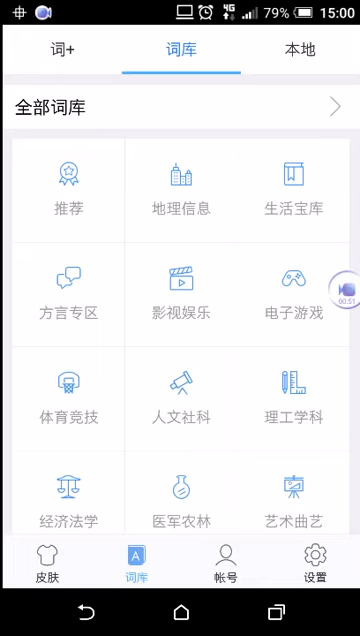 4G 79% 15:00
词+ 词库 本地
全部词库
推荐 地理信息 生活宝库
方言专区 影视娱乐 电子游戏
00:51
体育竞技 人文社科 理工学科
经济法学 医军农林 艺术曲艺
A
皮肤 词库 帐号 设置